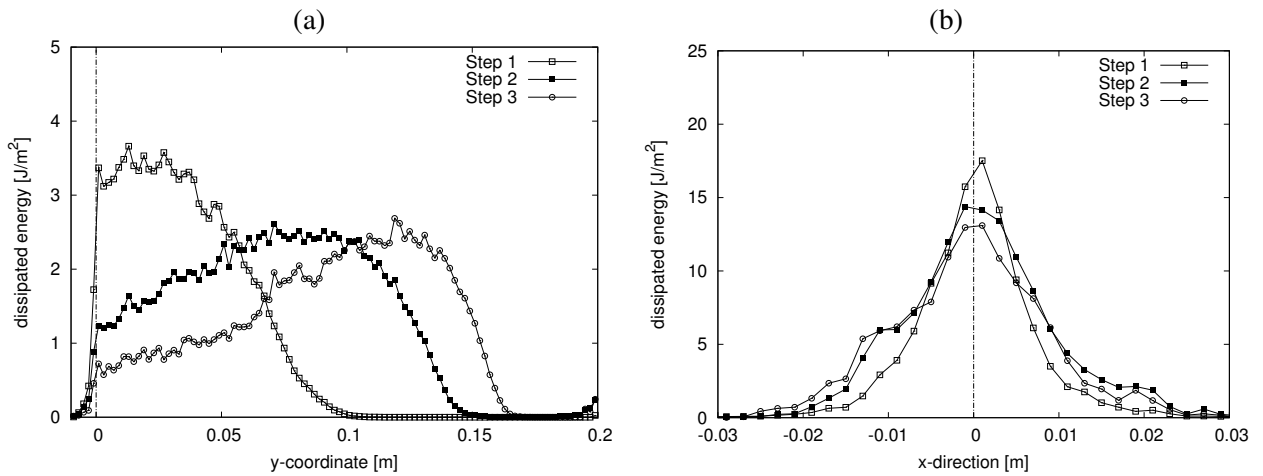 (a)
dissipated energy [J/m²]
5
4
3
2
1
0
0 0.05 0.1 0.15 0.2
y-coordinate [m]
Step 1
Step 2
Step 3
(b)
dissipated energy [J/m²]
25
20
15
10
5
0
-0.03 -0.02 -0.01 0 0.01 0.02 0.03
x-direction [m]
Step 1
Step 2
Step 3